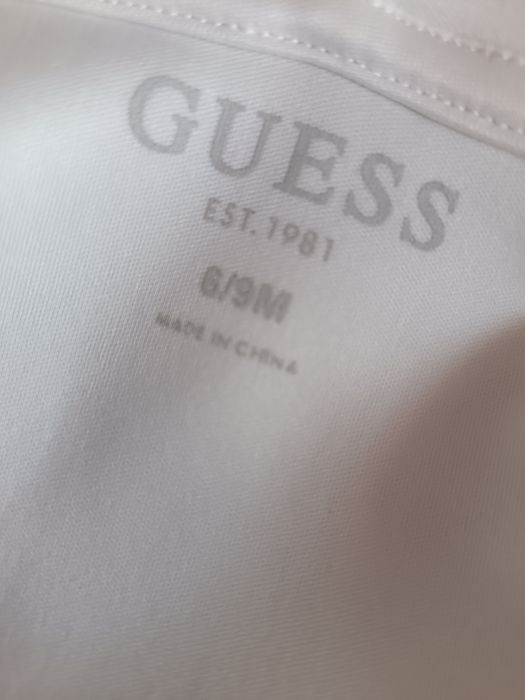 GUESS
EST. 1981
6/9M
MADE IN CHINA